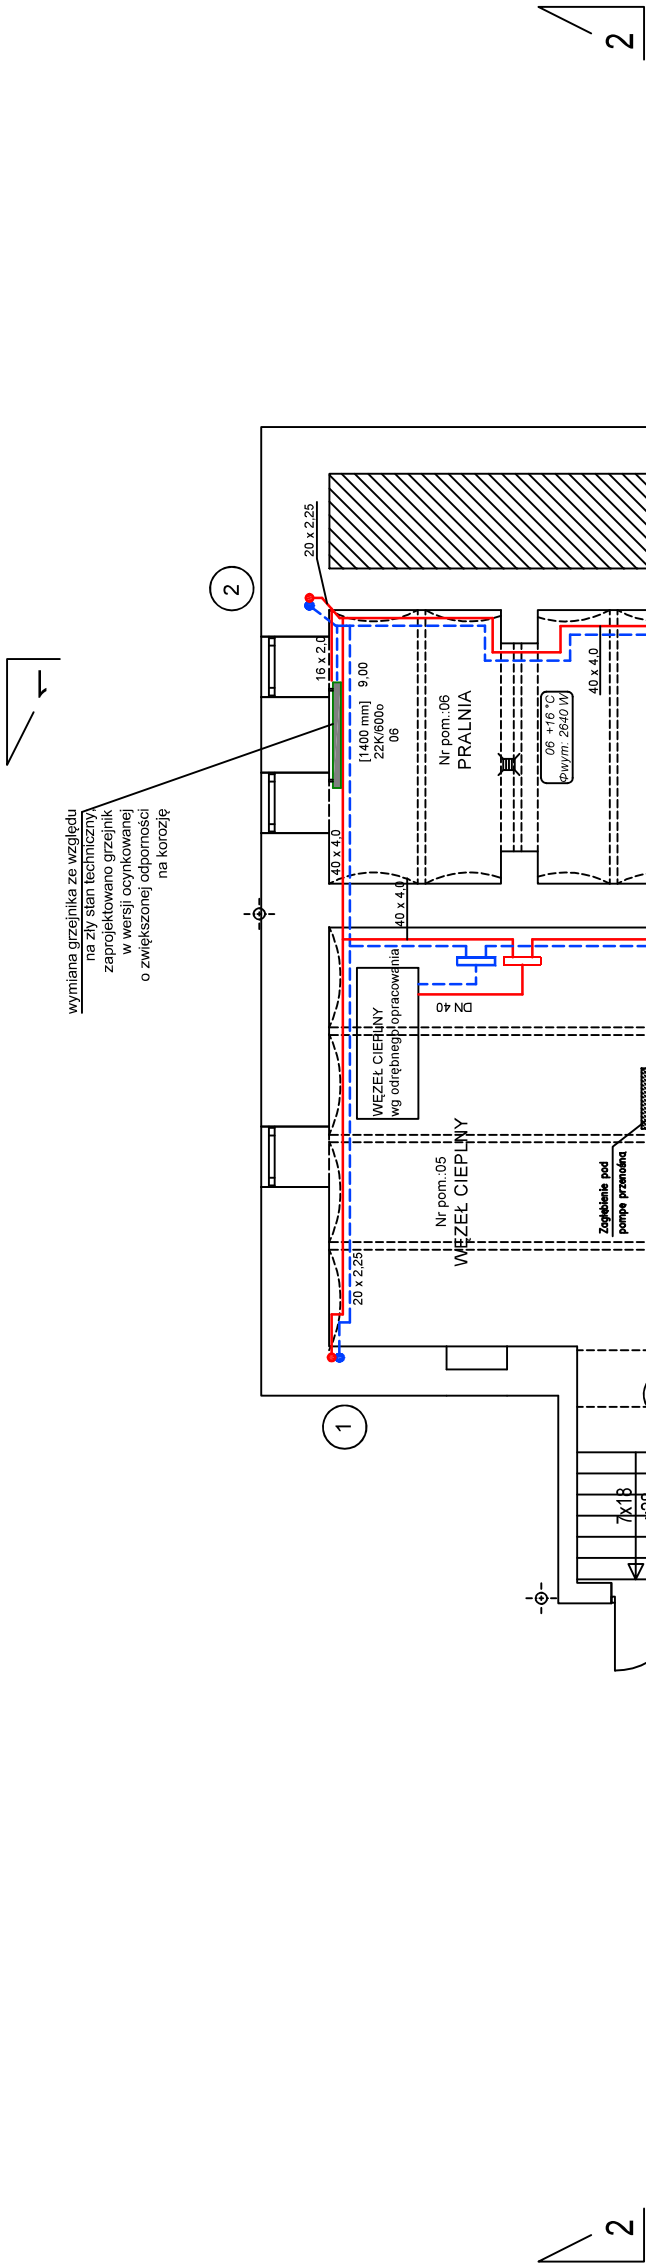 2
1
wymiana grzejnika ze względu
na zły stan techniczny,
zaprojektowano grzejnik
w wersji ocynkowanej
o zwiększonej odporności
na korozję
2
20 x 2,25
16 x 2,0
[1400 mm]
9,00
22K/600o
06
Nr pom.:06
PRALNIA
06 +16 °C
Φwym: 2640 W
40 x 4,0
40 x 4,0
40 x 4,0
WĘZEŁ CIEPLNY
wg odrębnego opracowania
DN 40
Nr pom.:05
WĘZEŁ CIEPLNY
Zagłębienie pod
pompę przenośną
20 x 2,25
1
7x18
2